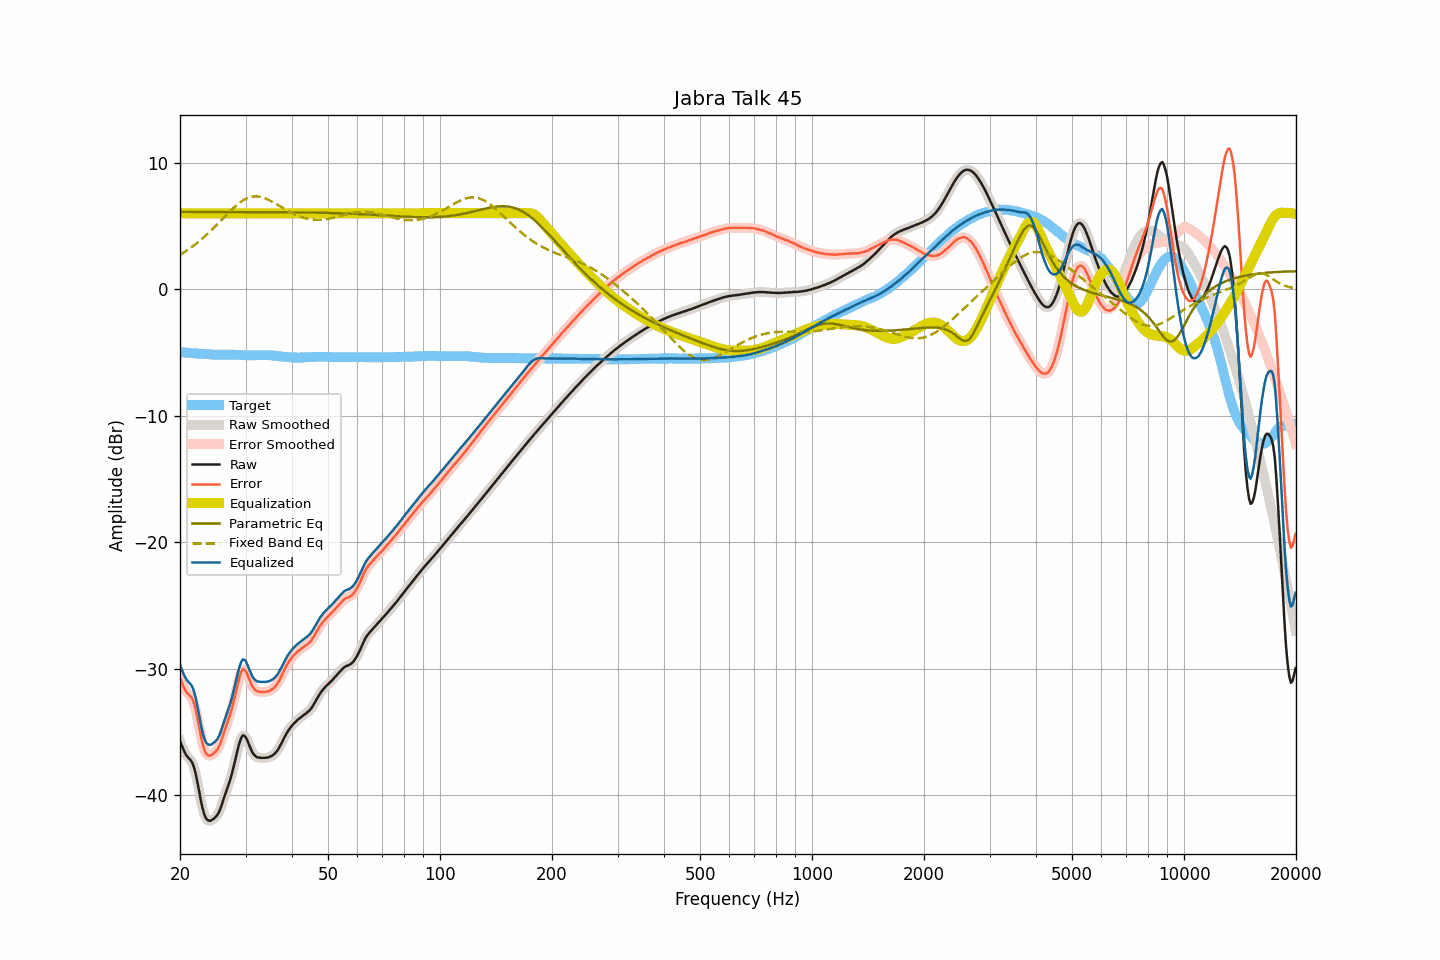 Jabra Talk 45
Amplitude (dBr)
10
0
−10
−20
−30
−40
Target
Raw Smoothed
Error Smoothed
Raw
Error
Equalization
Parametric Eq
Fixed Band Eq
Equalized
20 50 100 200 500 1000 2000 5000 10000 20000
Frequency (Hz)